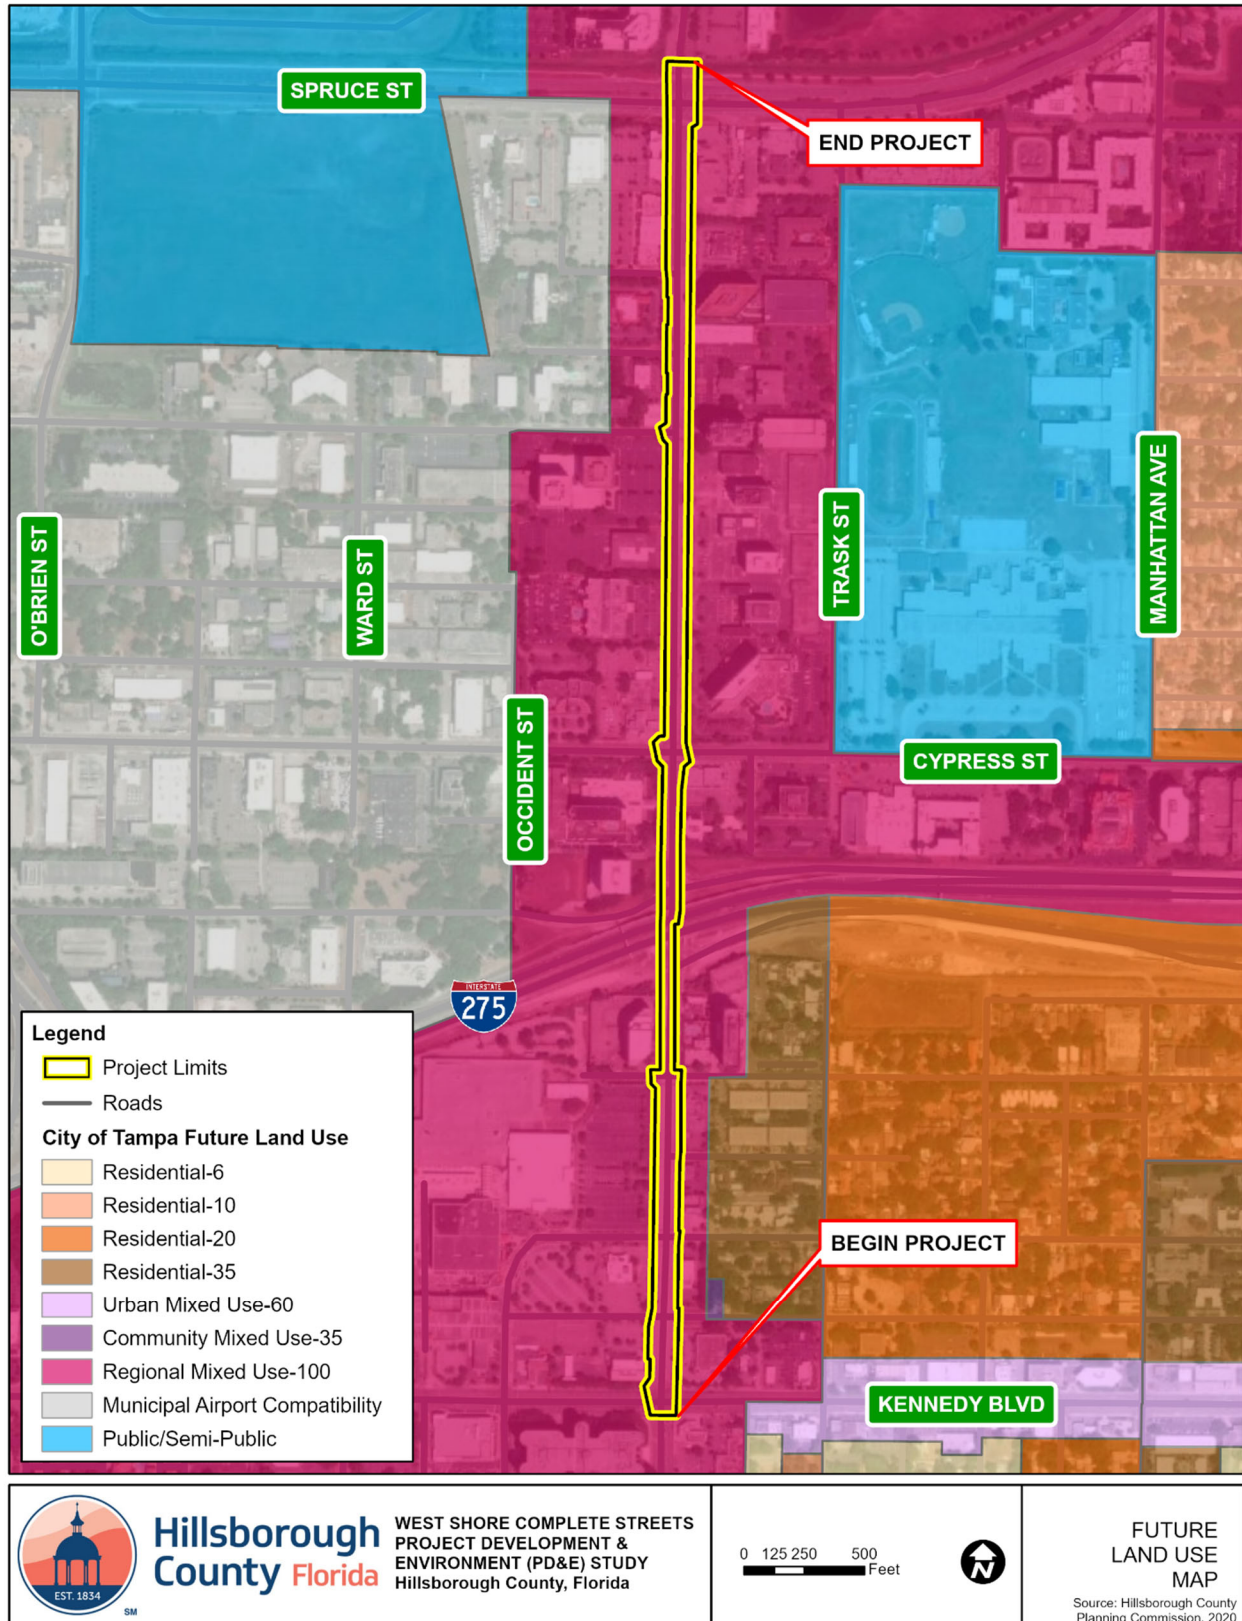 SPRUCE ST
END PROJECT
O'BRIEN ST
WARD ST
OCCIDENT ST
TRASK ST
MANHATTAN AVE
CYPRESS ST
INTERSTATE
275
BEGIN PROJECT
KENNEDY BLVD
Legend
Project Limits
Roads
City of Tampa Future Land Use
Residential-6
Residential-10
Residential-20
Residential-35
Urban Mixed Use-60
Community Mixed Use-35
Regional Mixed Use-100
Municipal Airport Compatibility
Public/Semi-Public
EST. 1834
SM
Hillsborough
County Florida
WEST SHORE COMPLETE STREETS
PROJECT DEVELOPMENT &
ENVIRONMENT (PD&E) STUDY
Hillsborough County, Florida
0 125 250 500
Feet
N
FUTURE
LAND USE
MAP
Source: Hillsborough County
Planning Commission, 2020